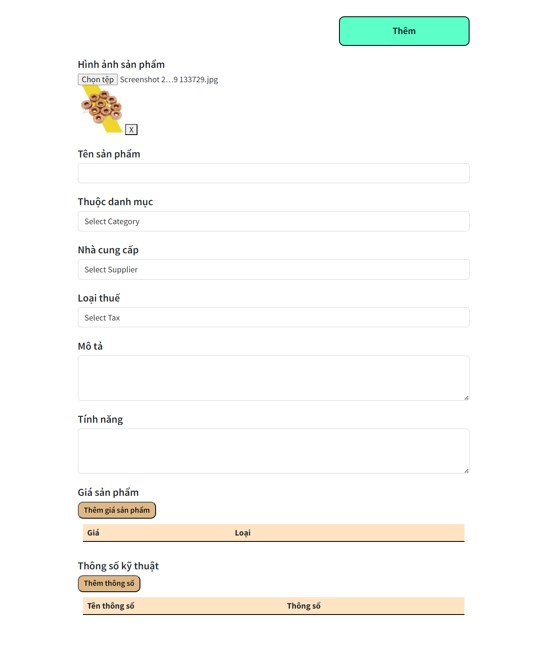 Thêm
Hình ảnh sản phẩm
Chọn tệp Screenshot 2...9 133729.jpg
X
Tên sản phẩm
Thuộc danh mục
Select Category
Nhà cung cấp
Select Supplier
Loại thuế
Select Tax
Mô tả
Tính năng
Giá sản phẩm
Thêm giá sản phẩm
Giá Loại
Thông số kỹ thuật
Thêm thông số
Tên thông số Thông số